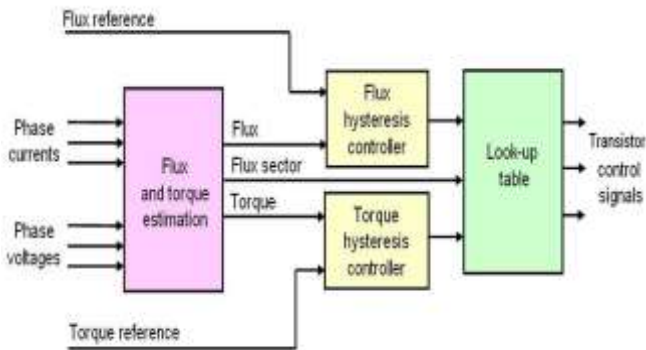 Flux reference
Phase
currents
Phase
voltages
Flux
and torque
estimation
Flux
Flux sector
Torque
Flux
hysteresis
controller
Torque
hysteresis
controller
Look-up
table
Transistor
control
signals
Torque reference